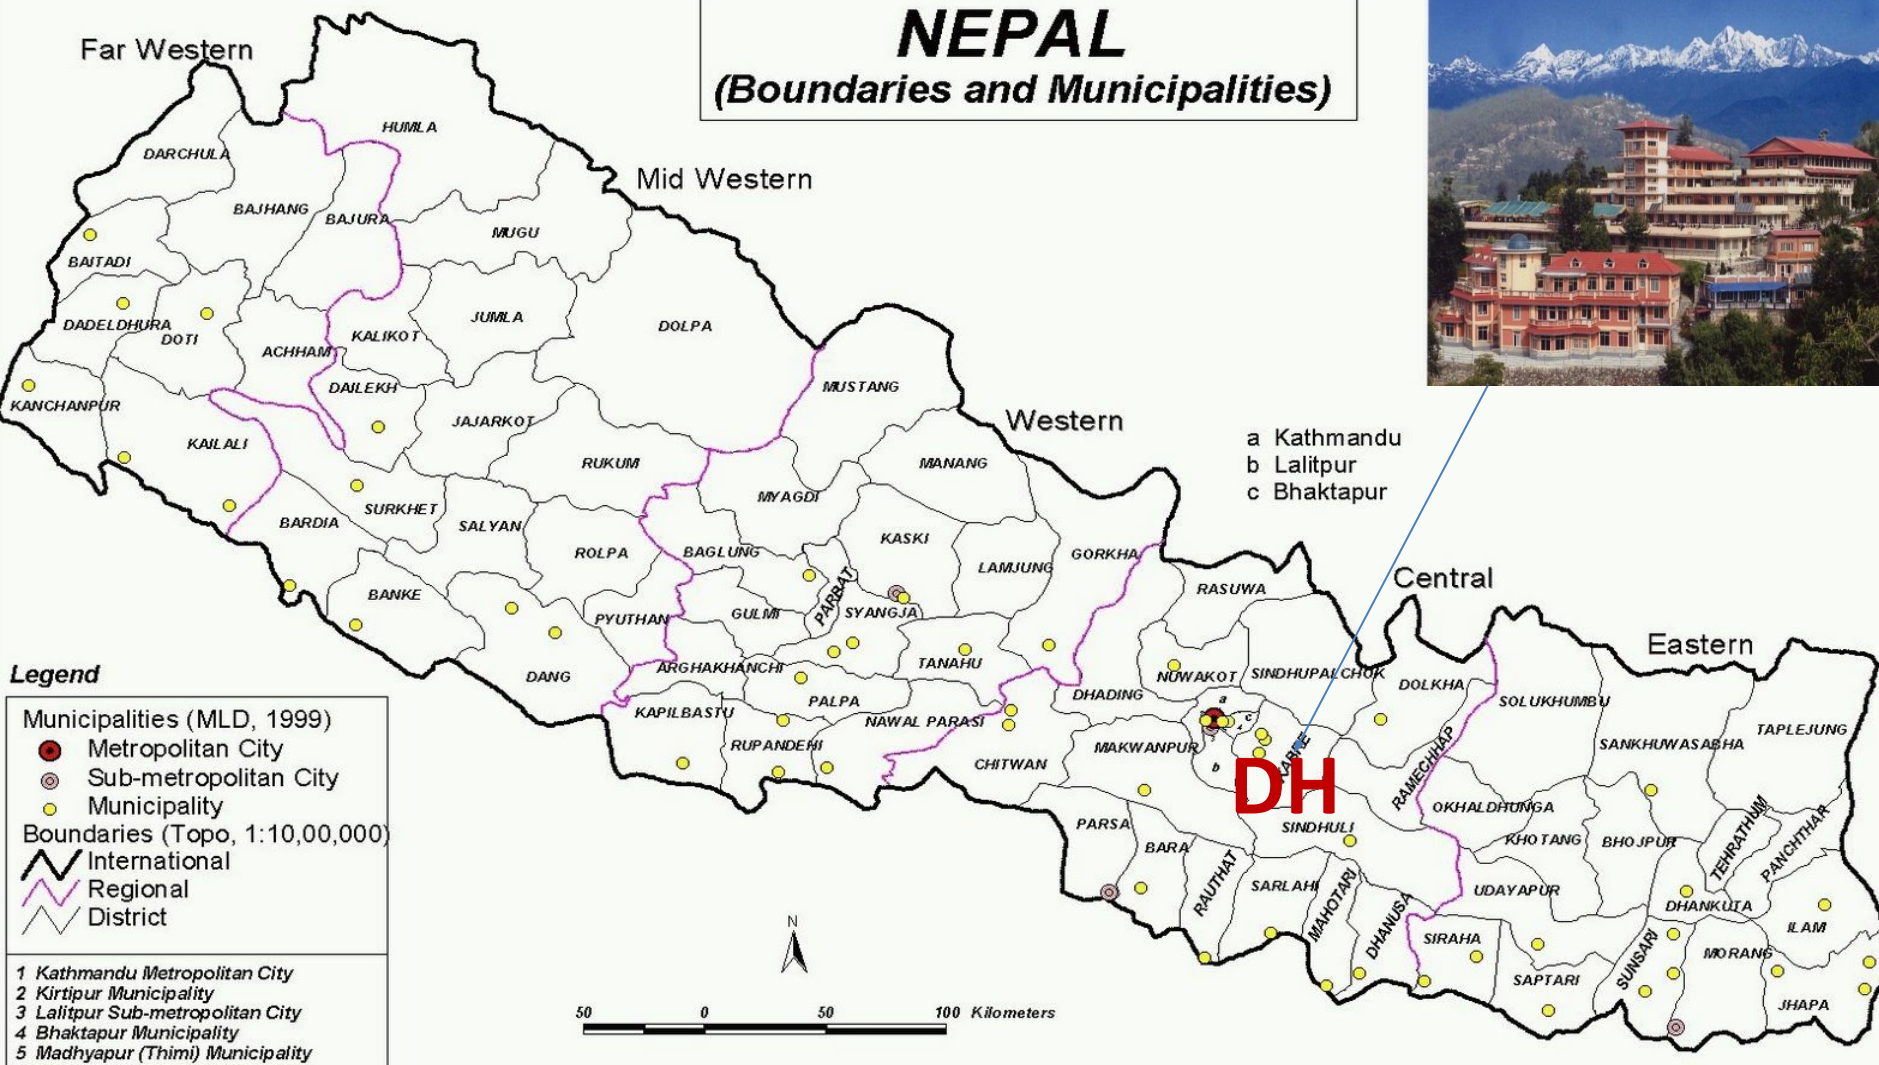 NEPAL
(Boundaries and Municipalities)
Far Western
HUMLA
DARCHULA
Mid Western
BAJHANG
BAJURA
MUGU
BAITADI
DADELDHURA
DOTI
JUMLA
DOLPA
ACHHAM
KALIKOT
DAILEKH
MUSTANG
KANCHANPUR
JAJARKOT
Western
KAILALI
RUKUM
MANANG
a Kathmandu
b Lalitpur
c Bhaktapur
MYAGDI
SURKHET
BARDIA
SALYAN
ROLPA
BAGLUNG
KASKI
LAMJUNG
GORKHA
RASUWA
Central
BANKE
PYUTHAN
GULMI
PARBAT
SYANGJA
Eastern
DANG
ARGHAKHANCHI
TANAHU
NUWAKOT
SINDHUPALCHOK
DOLKHA
DHADING
SOLUKHUMBU
PALPA
KAPILBASTU
NAWAL PARASI
a
c
4
RUPANDEHI
MAKWANPUR
KABRE
SANKHUWASABHA
TAPLEJUNG
CHITWAN
b
DH
RAMECHHAP
OKHALDHUNGA
PARSA
SINDHULI
KHOTANG
BHOJPUR
TEHRATHUM
PANCHTHAR
BARA
RAUTHAT
SARLAHI
MAHOTARI
DHANUSA
UDAYAPUR
DHANKUTA
SIRAHA
SUNSARI
MORANG
ILAM
SAPTARI
JHAPA
Legend
Municipalities (MLD, 1999)
Metropolitan City
Sub-metropolitan City
Municipality
Boundaries (Topo, 1:10,00,000)
International
Regional
District
1 Kathmandu Metropolitan City
2 Kirtipur Municipality
3 Lalitpur Sub-metropolitan City
4 Bhaktapur Municipality
5 Madhyapur (Thimi) Municipality
N
50 0 50 100 Kilometers